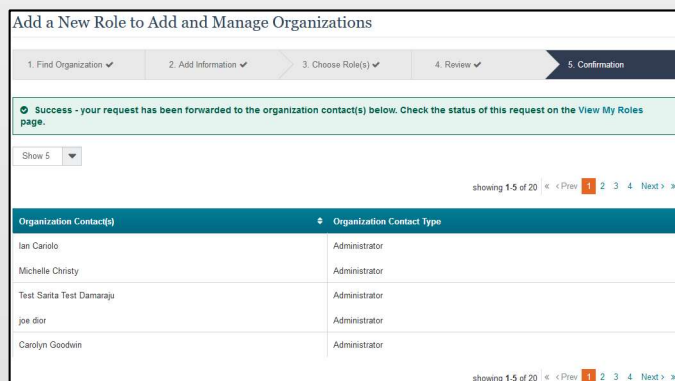 Add a New Role to Add and Manage Organizations
1. Find Organization ✔ 2. Add Information ✔ 3. Choose Role(s) ✔ 4. Review ✔ 5. Confirmation
Success - your request has been forwarded to the organization contact(s) below. Check the status of this request on the View My Roles
page.
Show 5
showing 1-5 of 20 « ‹ Prev 1 2 3 4 Next › »
Organization Contact(s) Organization Contact Type
Ian Cariolo Administrator
Michelle Christy Administrator
Test Sarita Test Damaraju Administrator
joe dior Administrator
Carolyn Goodwin Administrator
showing 1-5 of 20 « ‹ Prev 1 2 3 4 Next › »